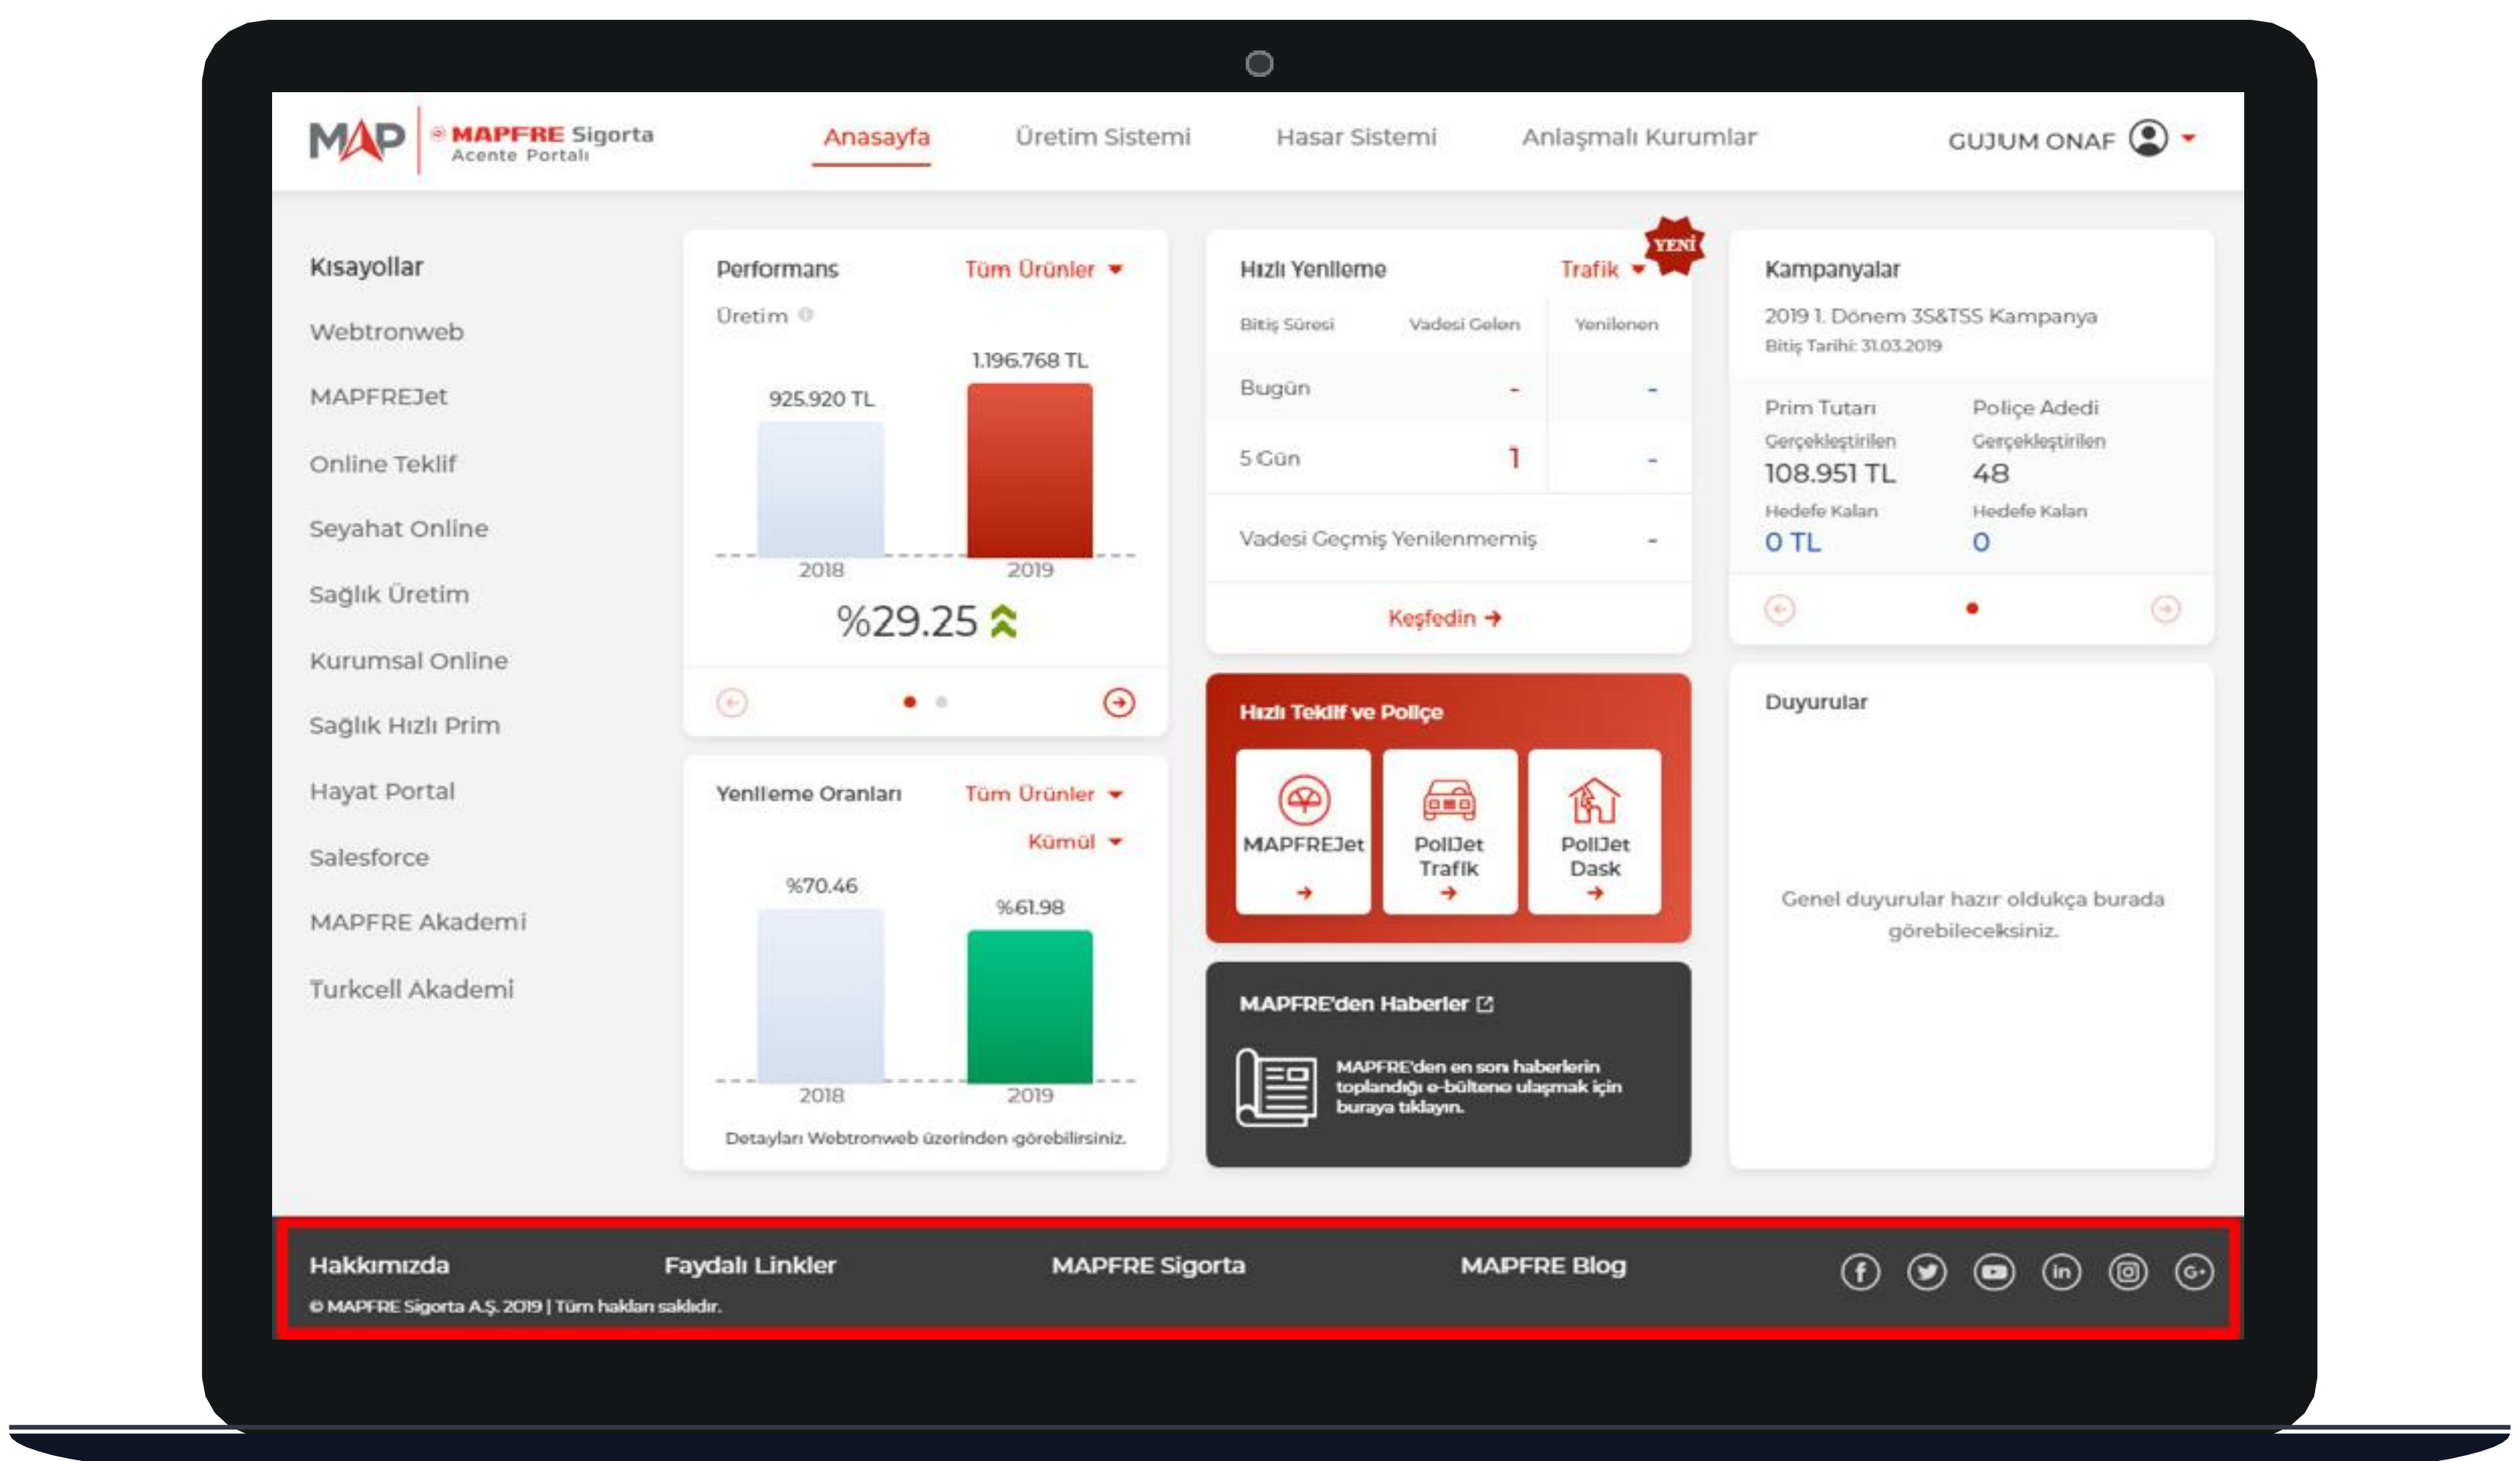 MAP
MAPFRE Sigorta
Acente Portalı
Anasayfa
Üretim Sistemi
Hasar Sistemi
Anlaşmalı Kurumlar
GUJUM ONAF
Kısayollar
Webtronweb
MAPFREJet
Online Teklif
Seyahat Online
Sağlık Üretim
Kurumsal Online
Sağlık Hızlı Prim
Hayat Portal
Salesforce
MAPFRE Akademi
Turkcell Akademi
Performans
Tüm Ürünler
Üretim
925.920 TL
1.196.768 TL
2018
2019
%29.25
Yenileme Oranları
Tüm Ürünler
Kümül
%70.46
%61.98
2018
2019
Detayları Webtronweb üzerinden görebilirsiniz.
Hızlı Yenileme
Trafik
YENİ
Bitiş Süresi
Vadesi Gelen
Yenilenen
Bugün - -
5 Gün 1 -
Vadesi Geçmiş Yenilenmemiş -
Keşfedin
Hızlı Teklif ve Poliçe
MAPFREJet
PoliJet
Trafik
PoliJet
Dask
MAPFRE'den Haberler
MAPFRE'den en son haberlerin
toplandığı e-bültene ulaşmak için
buraya tıklayın.
Kampanyalar
2019 1. Dönem 3S&TSS Kampanya
Bitiş Tarihi: 31.03.2019
Prim Tutarı
Gerçekleştirilen
108.951 TL
Hedefe Kalan
0 TL
Poliçe Adedi
Gerçekleştirilen
48
Hedefe Kalan
0
Duyurular
Genel duyurular hazır oldukça burada
görebileceksiniz.
Hakkımızda
Faydalı Linkler
MAPFRE Sigorta
MAPFRE Blog
f
in
G+
© MAPFRE Sigorta A.Ş. 2019 | Tüm hakları saklıdır.